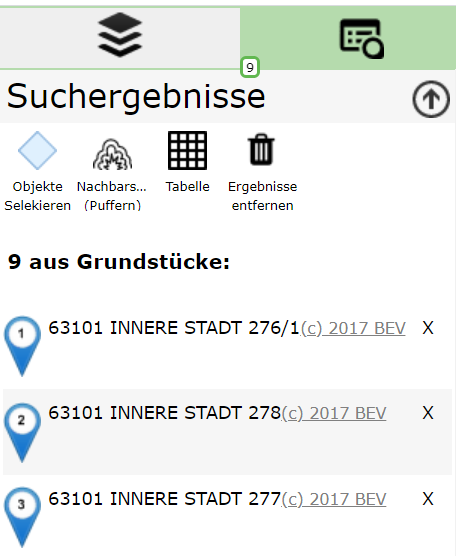 9
Suchergebnisse
Objekte Selekieren
Nachbars... (Puffern)
Tabelle
Ergebnisse entfernen
9 aus Grundstücke:
1 63101 INNERE STADT 276/1(c) 2017 BEV X
2 63101 INNERE STADT 278(c) 2017 BEV X
3 63101 INNERE STADT 277(c) 2017 BEV X